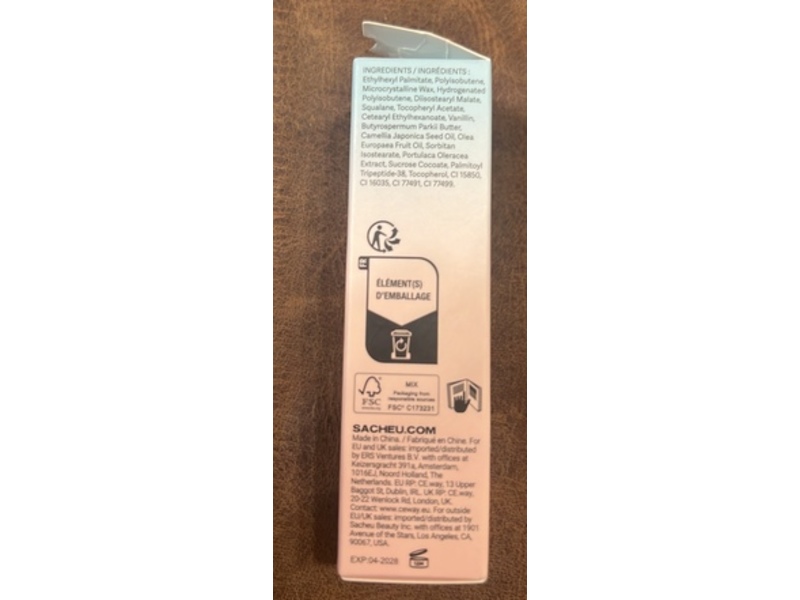 INGREDIENTS / INGRÉDIENTS :
Ethylhexyl Palmitate, Polyisobutene,
Microcrystalline Wax, Hydrogenated
Polyisobutene, Diisostearyl Malate,
Squalane, Tocopheryl Acetate,
Cetearyl Ethylhexanoate, Vanillin,
Butyrospermum Parkii Butter,
Camellia Japonica Seed Oil, Olea
Europaea Fruit Oil, Sorbitan
Isostearate, Portulaca Oleracea
Extract, Sucrose Cocoate, Palmitoyl
Tripeptide-38, Tocopherol, CI 15850,
CI 16035, CI 77491, CI 77499.
ÉLÉMENT(S)
D'EMBALLAGE
FSC
MIX
Packaging from
responsible sources
FSC® C173231
SACHEU.COM
Made in China. / Fabriqué en Chine. For
EU and UK sales: imported/distributed
by ERS Ventures B.V. with offices at
Keizersgracht 391a, Amsterdam,
1016EJ, Noord Holland, The
Netherlands. EU RP: CE.way, 13 Upper
Baggot St, Dublin, IRL, UK RP: CE.way,
20-22 Wenlock Rd, London, UK.
Contact: www.ceway.eu. For outside
EU/UK sales: imported/distributed by
Sacheu Beauty Inc. with offices at 1901
Avenue of the Stars, Los Angeles, CA,
90067, USA.
EXP:04-2028